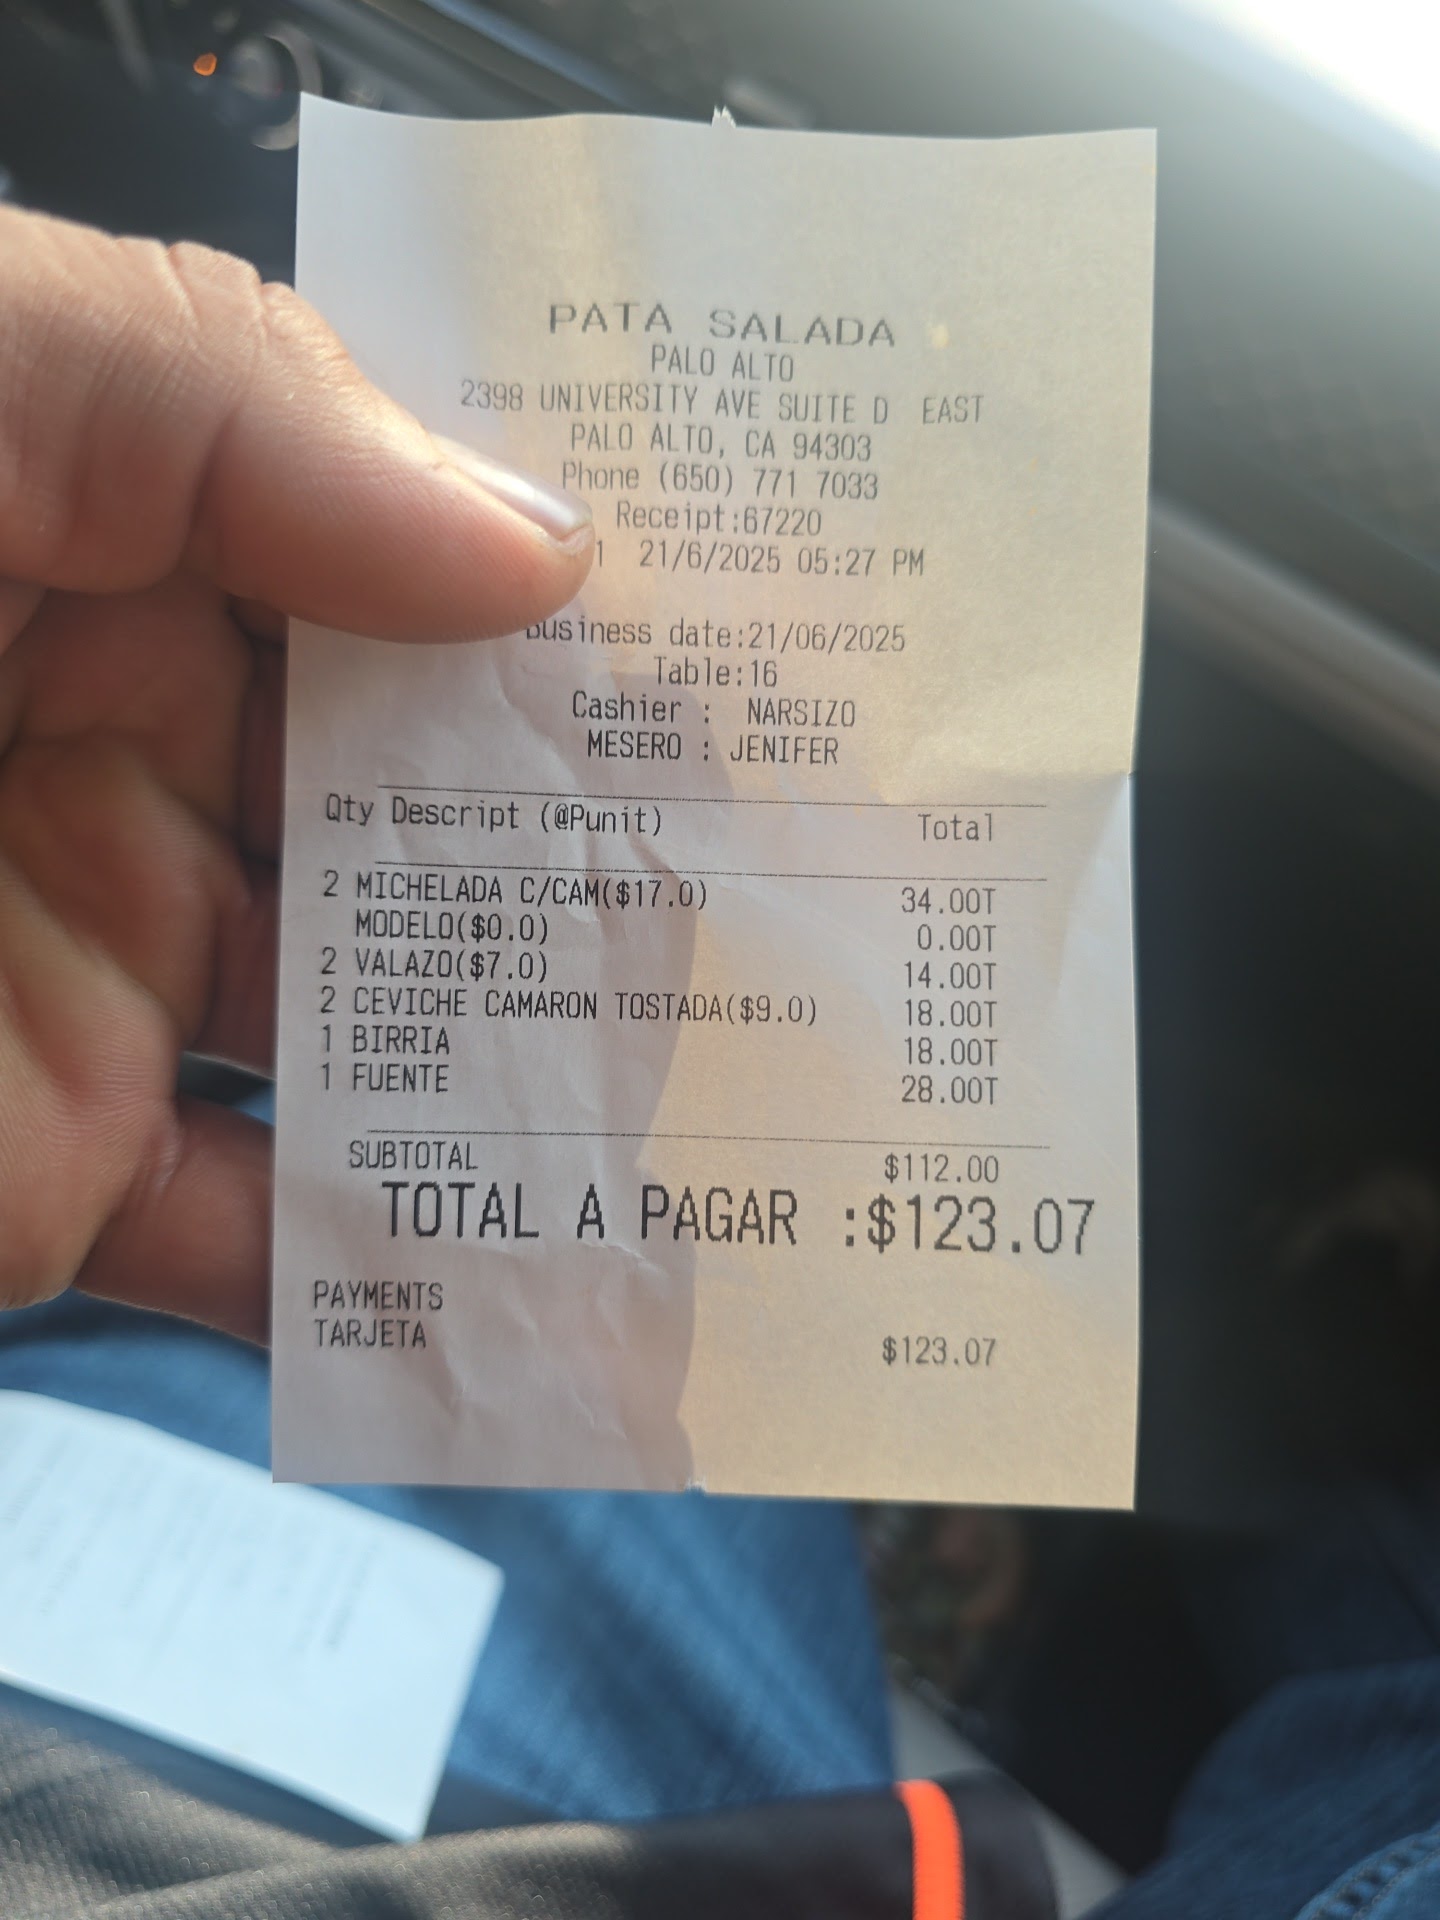 PATA SALADA
PALO ALTO
2398 UNIVERSITY AVE SUITE D EAST
PALO ALTO, CA 94303
Phone (650) 771 7033
Receipt:67220
1 21/6/2025 05:27 PM
Business date:21/06/2025
Table:16
Cashier : NARSIZO
MESERO : JENIFER
Qty Descript (@Punit) Total
2 MICHELADA C/CAM($17.0) 34.00T
MODELO($0.0) 0.00T
2 VALAZO($7.0) 14.00T
2 CEVICHE CAMARON TOSTADA($9.0) 18.00T
1 BIRRIA 18.00T
1 FUENTE 28.00T
SUBTOTAL $112.00
TOTAL A PAGAR :$123.07
PAYMENTS
TARJETA $123.07